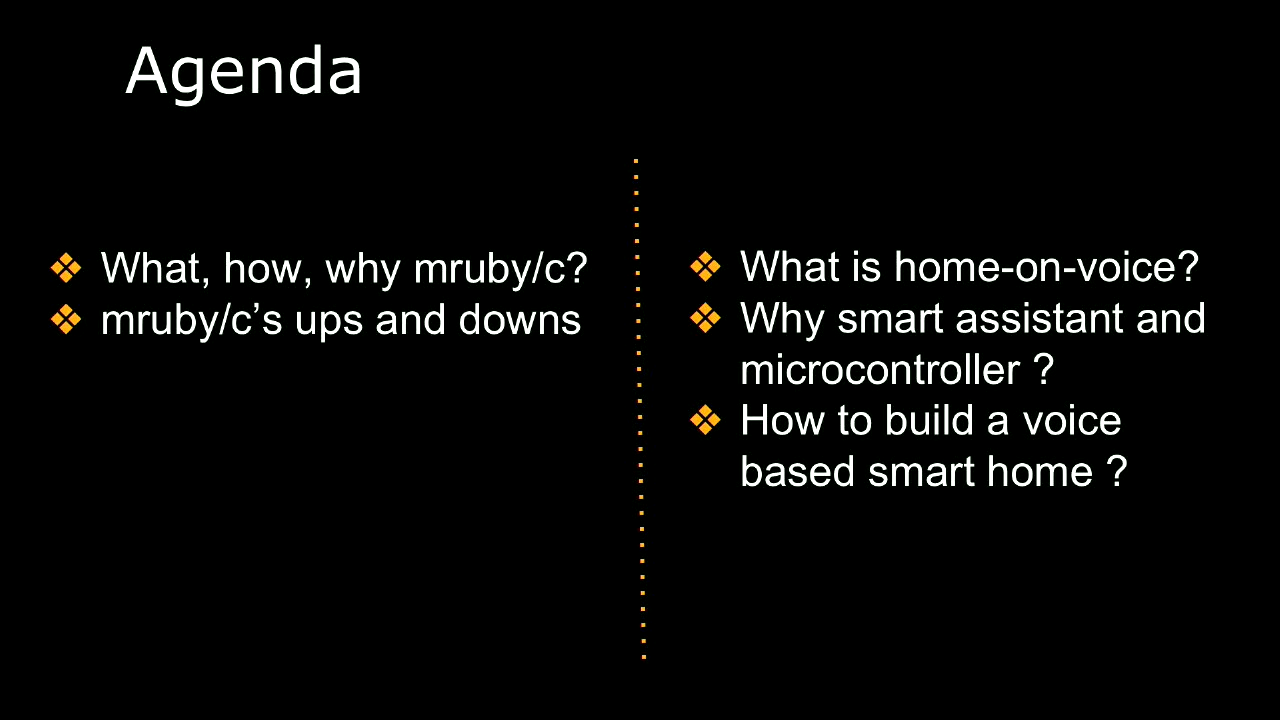 Agenda
❖ What, how, why mruby/c?
❖ mruby/c’s ups and downs
❖ What is home-on-voice?
❖ Why smart assistant and
microcontroller ?
❖ How to build a voice
based smart home ?